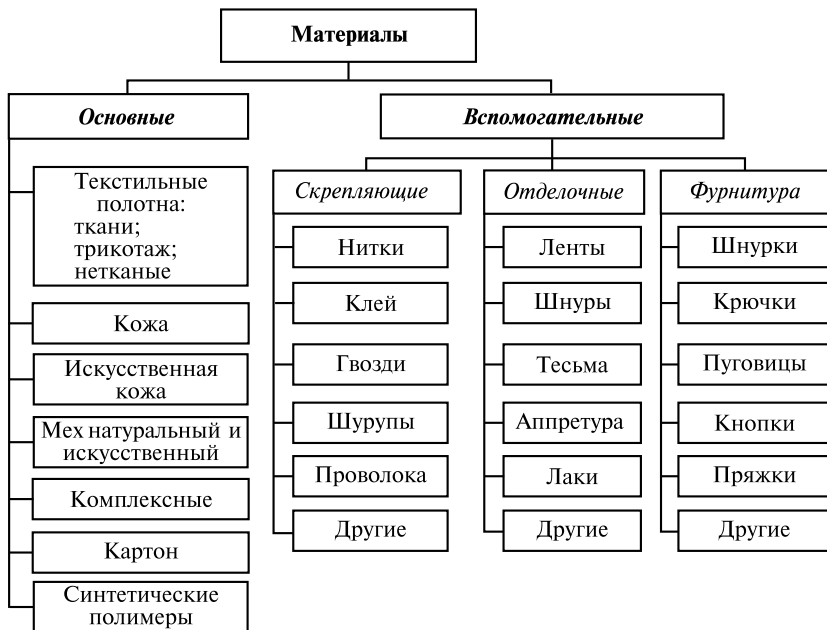 Материалы
Основные
Вспомогательные
Текстильные
полотна:
ткани;
трикотаж;
нетканые
Кожа
Искусственная
кожа
Мех натуральный и
искусственный
Комплексные
Картон
Синтетические
полимеры
Скрепляющие
Нитки
Клей
Гвозди
Шурупы
Проволока
Другие
Отделочные
Ленты
Шнуры
Тесьма
Аппретура
Лаки
Другие
Фурнитура
Шнурки
Крючки
Пуговицы
Кнопки
Пряжки
Другие